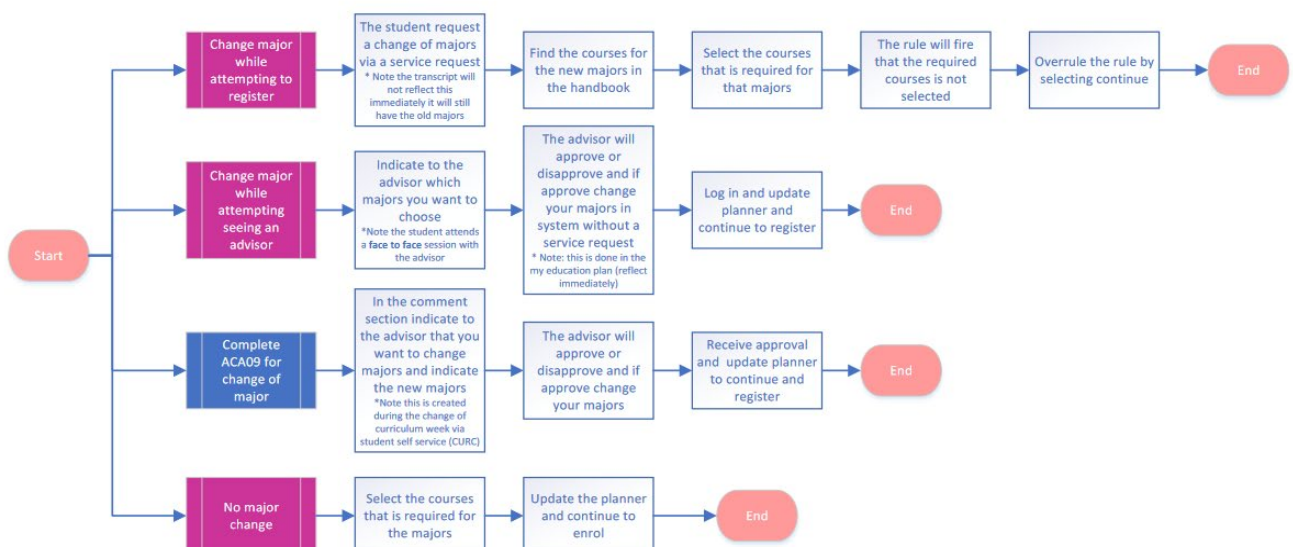 Start
Change major
while
attempting to
register
The student request
a change of majors
via a service request
* Note the transcript will
not reflect this
immediately it will still
have the old majors
Find the courses for
the new majors in
the handbook
Select the courses
that is required for
that majors
The rule will fire
that the required
courses is not
selected
Overrule the rule by
selecting continue
End
Change major
while
attempting
seeing an
advisor
Indicate to the
advisor which
majors you want to
choose
*Note the student attends
a face to face session with
the advisor
The advisor will
approve or
disapprove and if
approve change
your majors in
system without a
service request
* Note: this is done in the
my education plan (reflect
immediately)
Log in and update
planner and
continue to register
End
Complete
ACA09 for
change of
major
In the comment
section indicate to
the advisor that you
want to change
majors and indicate
the new majors
*Note this is created
during the change of
curriculum week via
student self service (CURC)
The advisor will
approve or
disapprove and if
approve change
your majors
Receive approval
and update planner
to continue and
register
End
No major
change
Select the courses
that is required for
the majors
Update the planner
and continue to
enrol
End